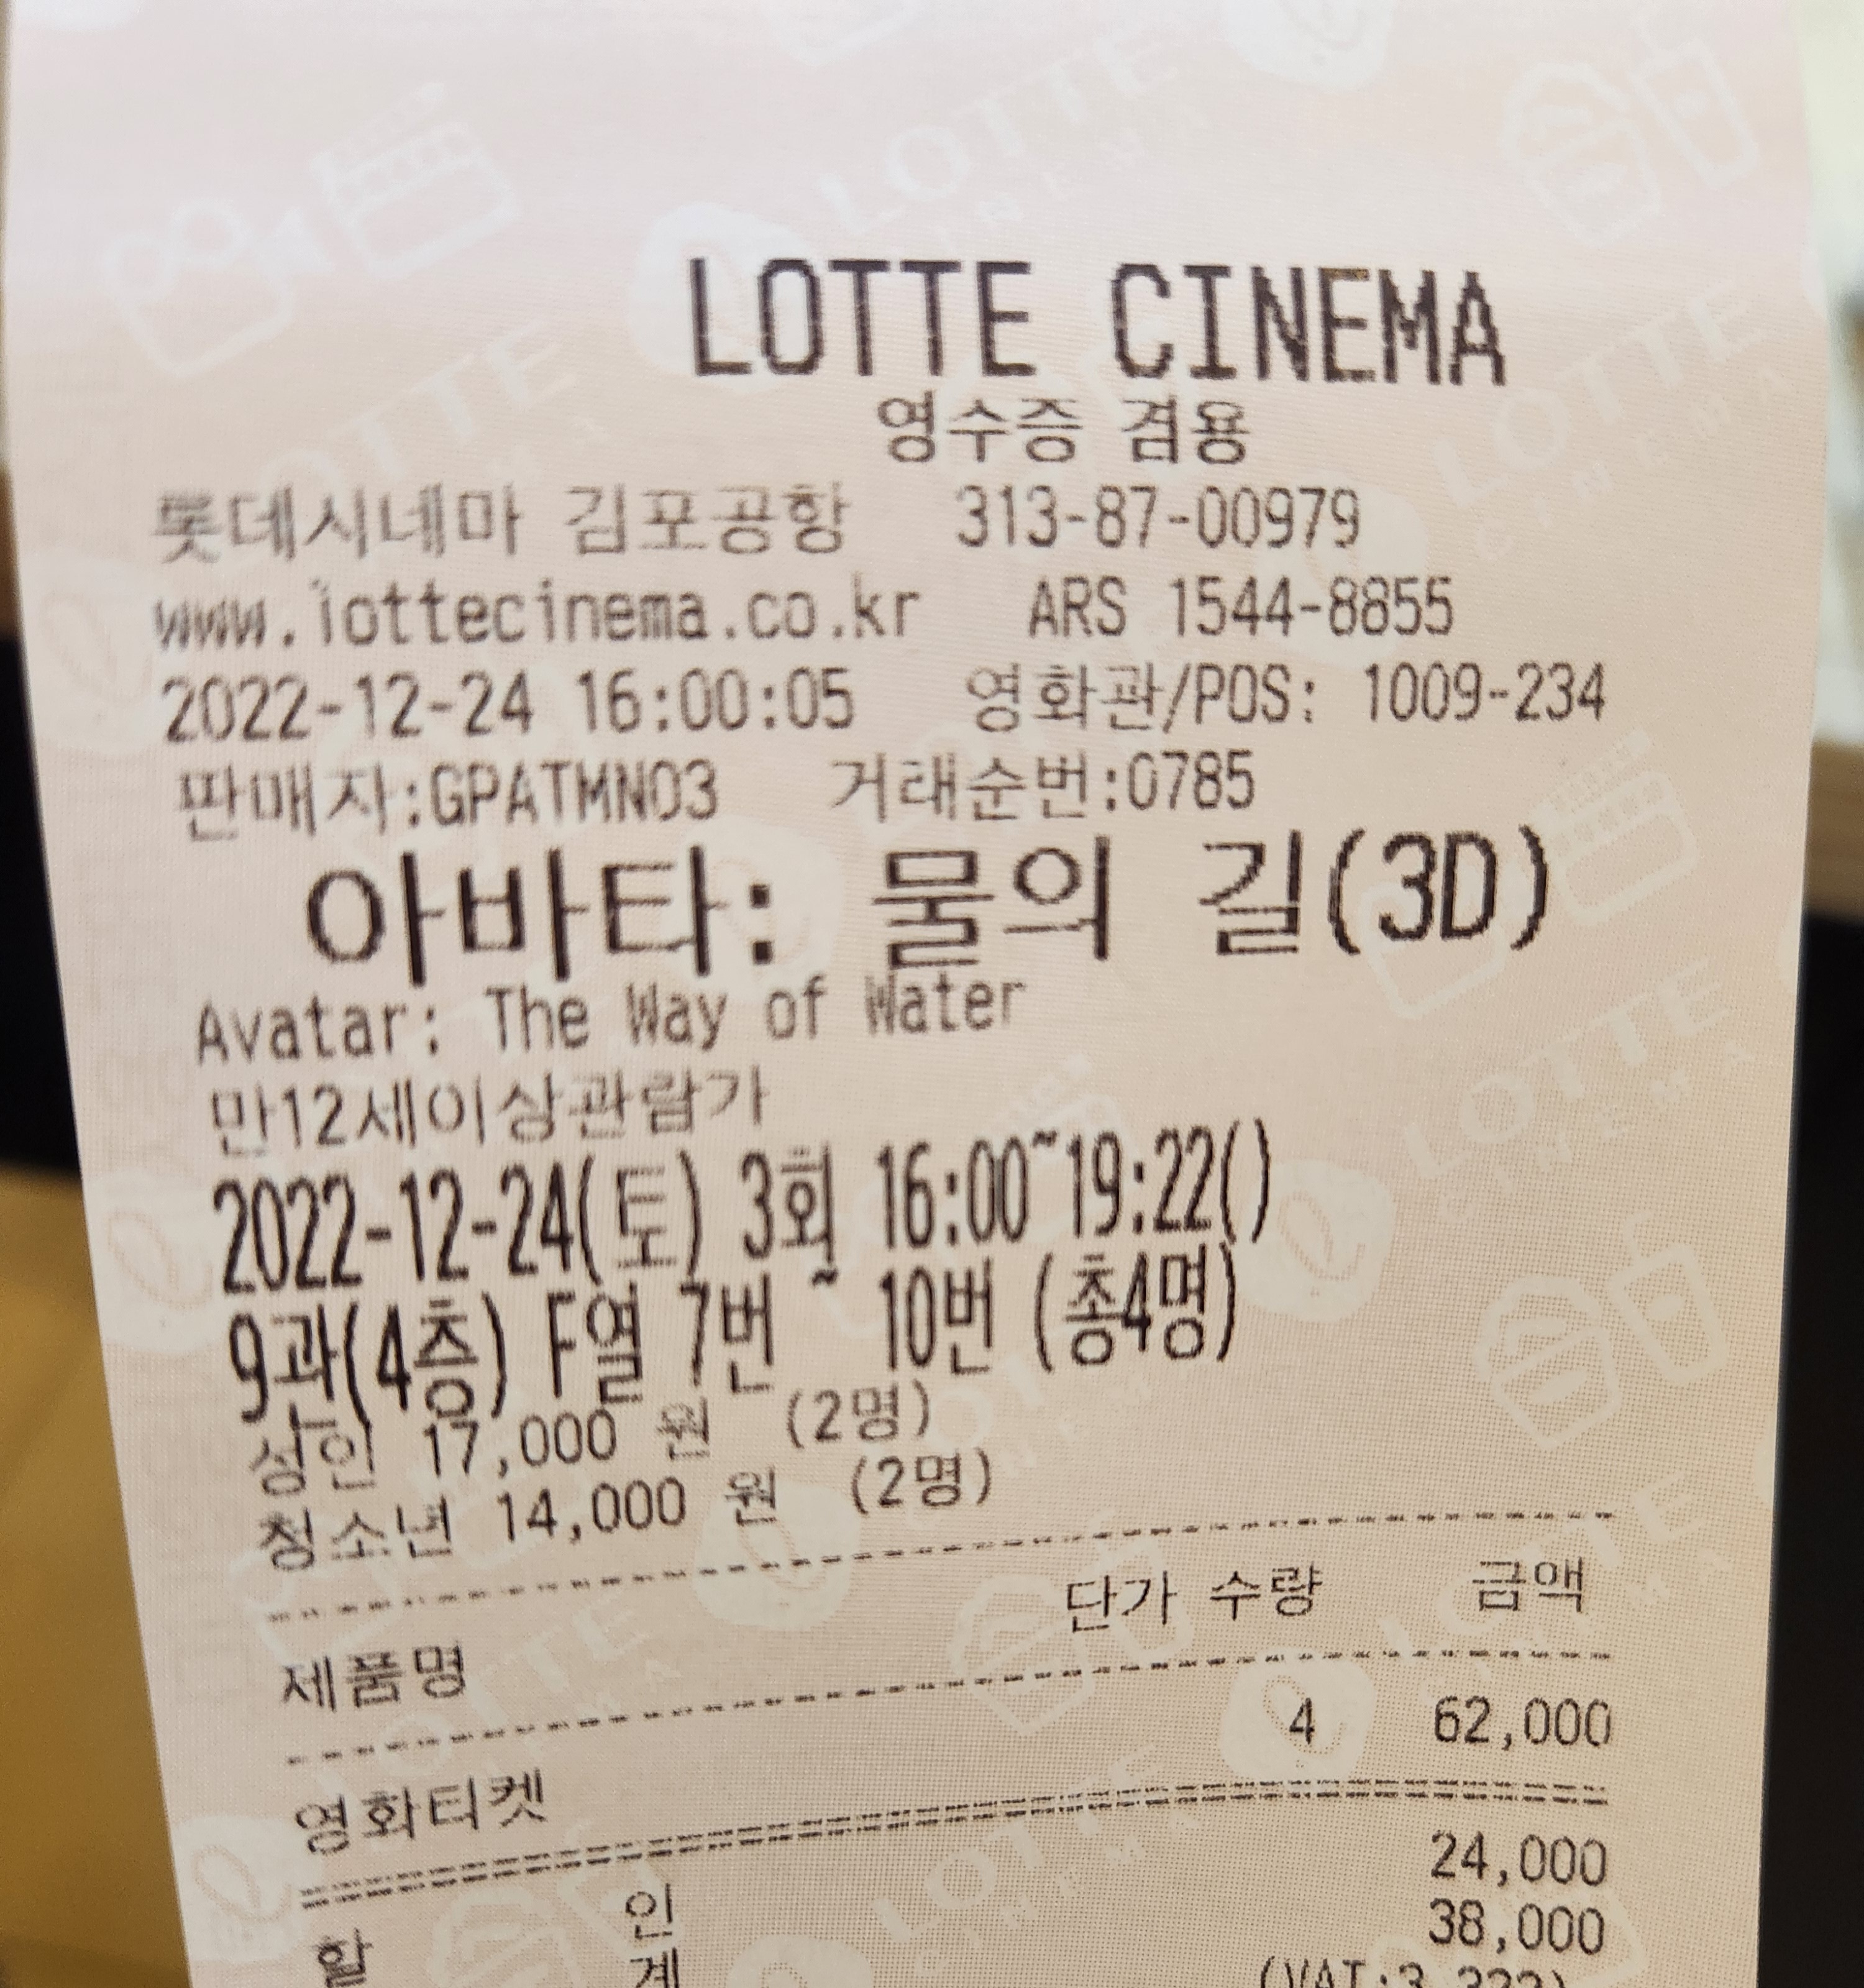 LOTTE CINEMA
영수증 겸용
롯데시네마 김포공항 313-87-00979
www.lottecinema.co.kr ARS 1544-8855
2022-12-24 16:00:05 영화관/POS: 1009-234
판매자:GPATMN03 거래순번:0785
아바타: 물의 길(3D)
Avatar: The Way of Water
만12세이상관람가
2022-12-24(토) 3회 16:00~19:22()
9관(4층) F열 7번 ~ 10번 (총4명)
성인 17,000 원 (2명)
청소년 14,000 원 (2명)
제품명 단가 수량 금액
영화티켓 4 62,000
할 인 24,000
계 38,000
(VAT:3,323)